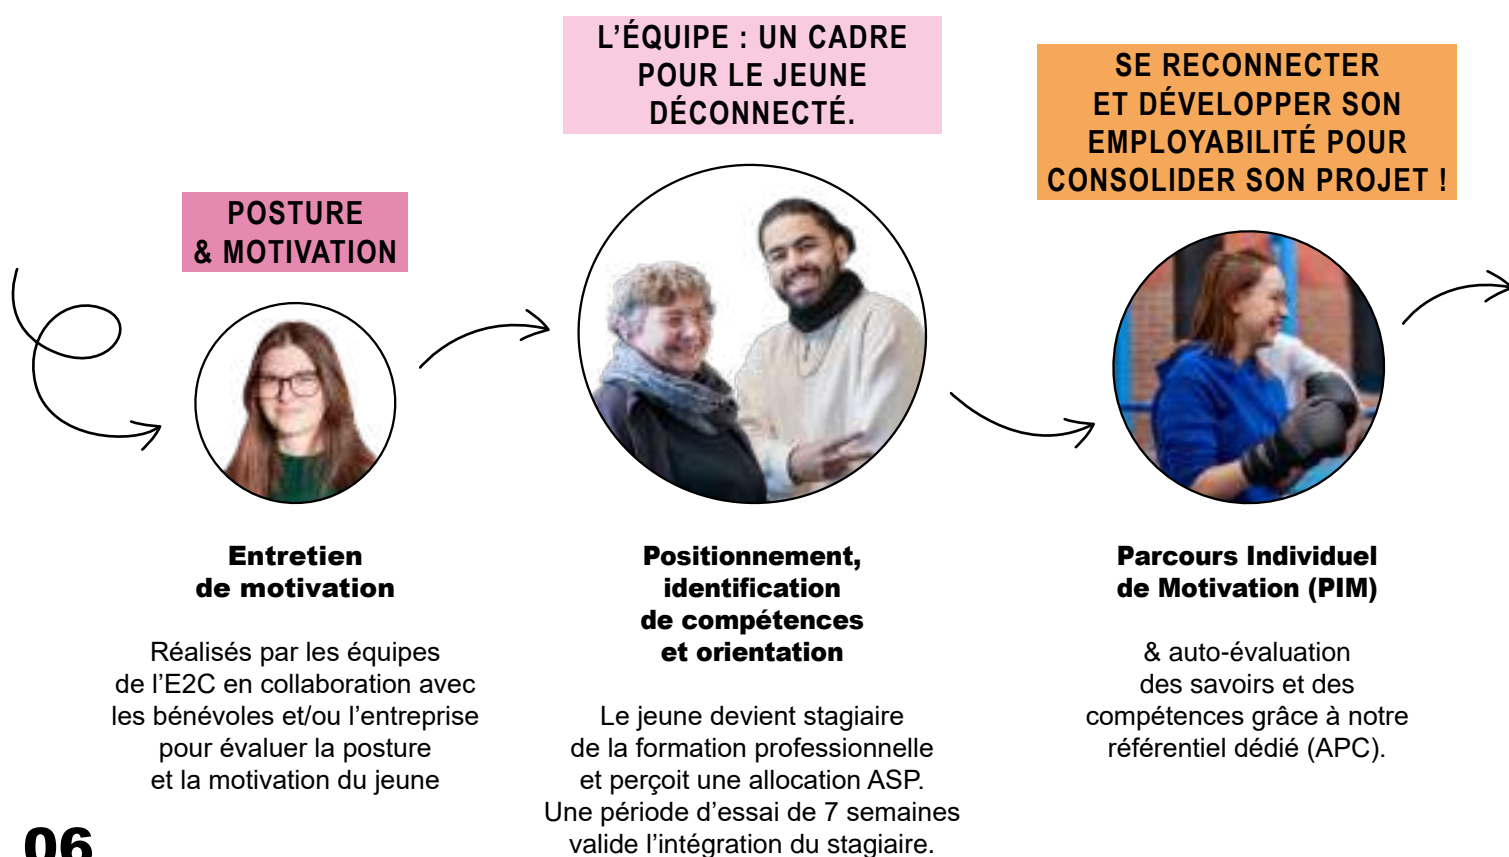 POSTURE
& MOTIVATION
Entretien
de motivation
Réalisés par les équipes
de l’E2C en collaboration avec
les bénévoles et/ou l’entreprise
pour évaluer la posture
et la motivation du jeune
L’ÉQUIPE : UN CADRE
POUR LE JEUNE
DÉCONNECTÉ.
Positionnement,
identification
de compétences
et orientation
Le jeune devient stagiaire
de la formation professionnelle
et perçoit une allocation ASP.
Une période d’essai de 7 semaines
valide l’intégration du stagiaire.
SE RECONNECTER
ET DÉVELOPPER SON
EMPLOYABILITÉ POUR
CONSOLIDER SON PROJET !
Parcours Individuel
de Motivation (PIM)
& auto-évaluation
des savoirs et des
compétences grâce à notre
référentiel dédié (APC).
06